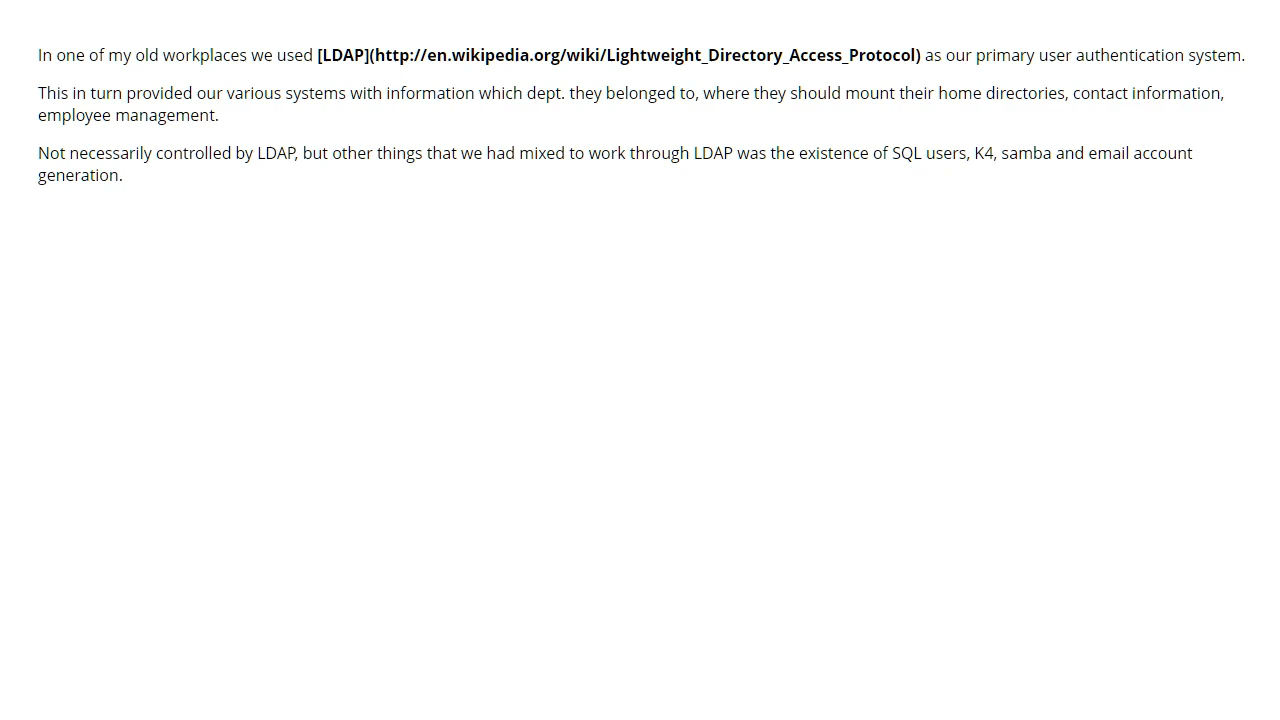 In one of my old workplaces we used [LDAP](http://en.wikipedia.org/wiki/Lightweight_Directory_Access_Protocol) as our primary user authentication system.
This in turn provided our various systems with information which dept. they belonged to, where they should mount their home directories, contact information,
employee management.
Not necessarily controlled by LDAP, but other things that we had mixed to work through LDAP was the existence of SQL users, K4, samba and email account
generation.